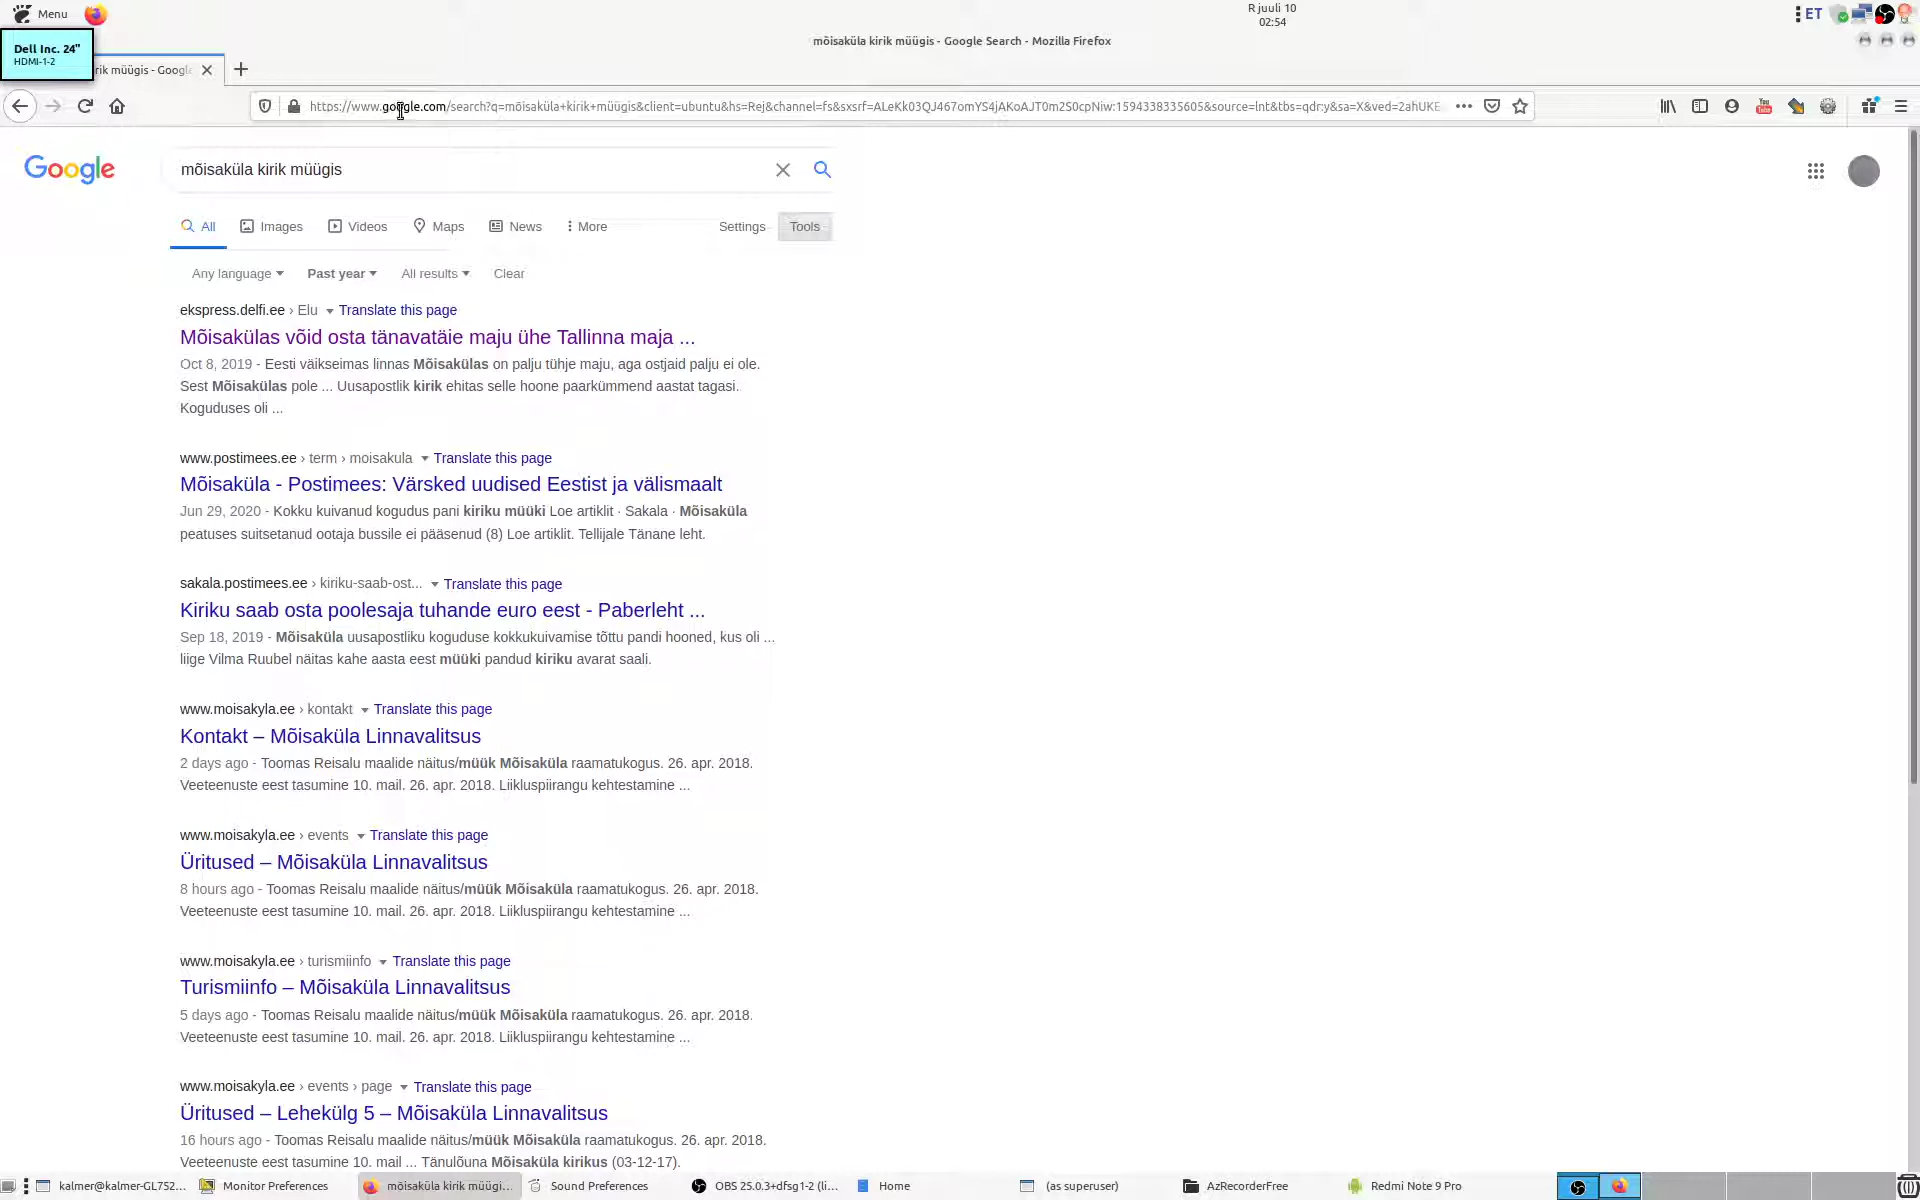 Menu
R juuli 10
02:54
ET
mõisaküla kirik müügis - Google Search - Mozilla Firefox
Dell Inc. 24"
HDMI-1-2
rik müügis - Google
https://www.google.com/search?q=mõisaküla+kirik+müügis&client=ubuntu&hs=Rej&channel=fs&sxsrf=ALeKk03QJ467omYS4jAKoAJT0m2S0cpNiw:1594338335605&source=lnt&tbs=qdr:y&sa=X&ved=2ahUKE
Google
mõisaküla kirik müügis
All Images Videos Maps News More Settings Tools
Any language Past year All results Clear
ekspress.delfi.ee › Elu Translate this page
Mõisakülas võid osta tänavatäie maju ühe Tallinna maja ...
Oct 8, 2019 - Eesti väikseimas linnas Mõisakülas on palju tühje maju, aga ostjaid palju ei ole.
Sest Mõisakülas pole ... Uusapostlik kirik ehitas selle hoone paarkümmend aastat tagasi.
Koguduses oli ...
www.postimees.ee › term › moisakula Translate this page
Mõisaküla - Postimees: Värsked uudised Eestist ja välismaalt
Jun 29, 2020 - Kokku kuivanud kogudus pani kiriku müüki Loe artiklit · Sakala · Mõisaküla
peatuses suitsetanud ootaja bussile ei pääsenud (8) Loe artiklit. Tellijale Tänane leht.
sakala.postimees.ee › kiriku-saab-ost... Translate this page
Kiriku saab osta poolesaja tuhande euro eest - Paberleht ...
Sep 18, 2019 - Mõisaküla uusapostliku koguduse kokkukuivamise tõttu pandi hooned, kus oli ...
liige Vilma Ruubel näitas kahe aasta eest müüki pandud kiriku avarat saali.
www.moisakyla.ee › kontakt Translate this page
Kontakt – Mõisaküla Linnavalitsus
2 days ago - Toomas Reisalu maalide näitus/müük Mõisaküla raamatukogus. 26. apr. 2018.
Veeteenuste eest tasumine 10. mail. 26. apr. 2018. Liikluspiirangu kehtestamine ...
www.moisakyla.ee › events Translate this page
Üritused – Mõisaküla Linnavalitsus
8 hours ago - Toomas Reisalu maalide näitus/müük Mõisaküla raamatukogus. 26. apr. 2018.
Veeteenuste eest tasumine 10. mail. 26. apr. 2018. Liikluspiirangu kehtestamine ...
www.moisakyla.ee › turismiinfo Translate this page
Turismiinfo – Mõisaküla Linnavalitsus
5 days ago - Toomas Reisalu maalide näitus/müük Mõisaküla raamatukogus. 26. apr. 2018.
Veeteenuste eest tasumine 10. mail. 26. apr. 2018. Liikluspiirangu kehtestamine ...
www.moisakyla.ee › events › page Translate this page
Üritused – Lehekülg 5 – Mõisaküla Linnavalitsus
16 hours ago - Toomas Reisalu maalide näitus/müük Mõisaküla raamatukogus. 26. apr. 2018.
Veeteenuste eest tasumine 10. mail ... Tänulõuna Mõisaküla kirikus (03-12-17).
kalmer@kalmer-GL752... Monitor Preferences mõisaküla kirik müügi... Sound Preferences OBS 25.0.3+dfsg1-2 (li... Home (as superuser) AzRecorderFree Redmi Note 9 Pro